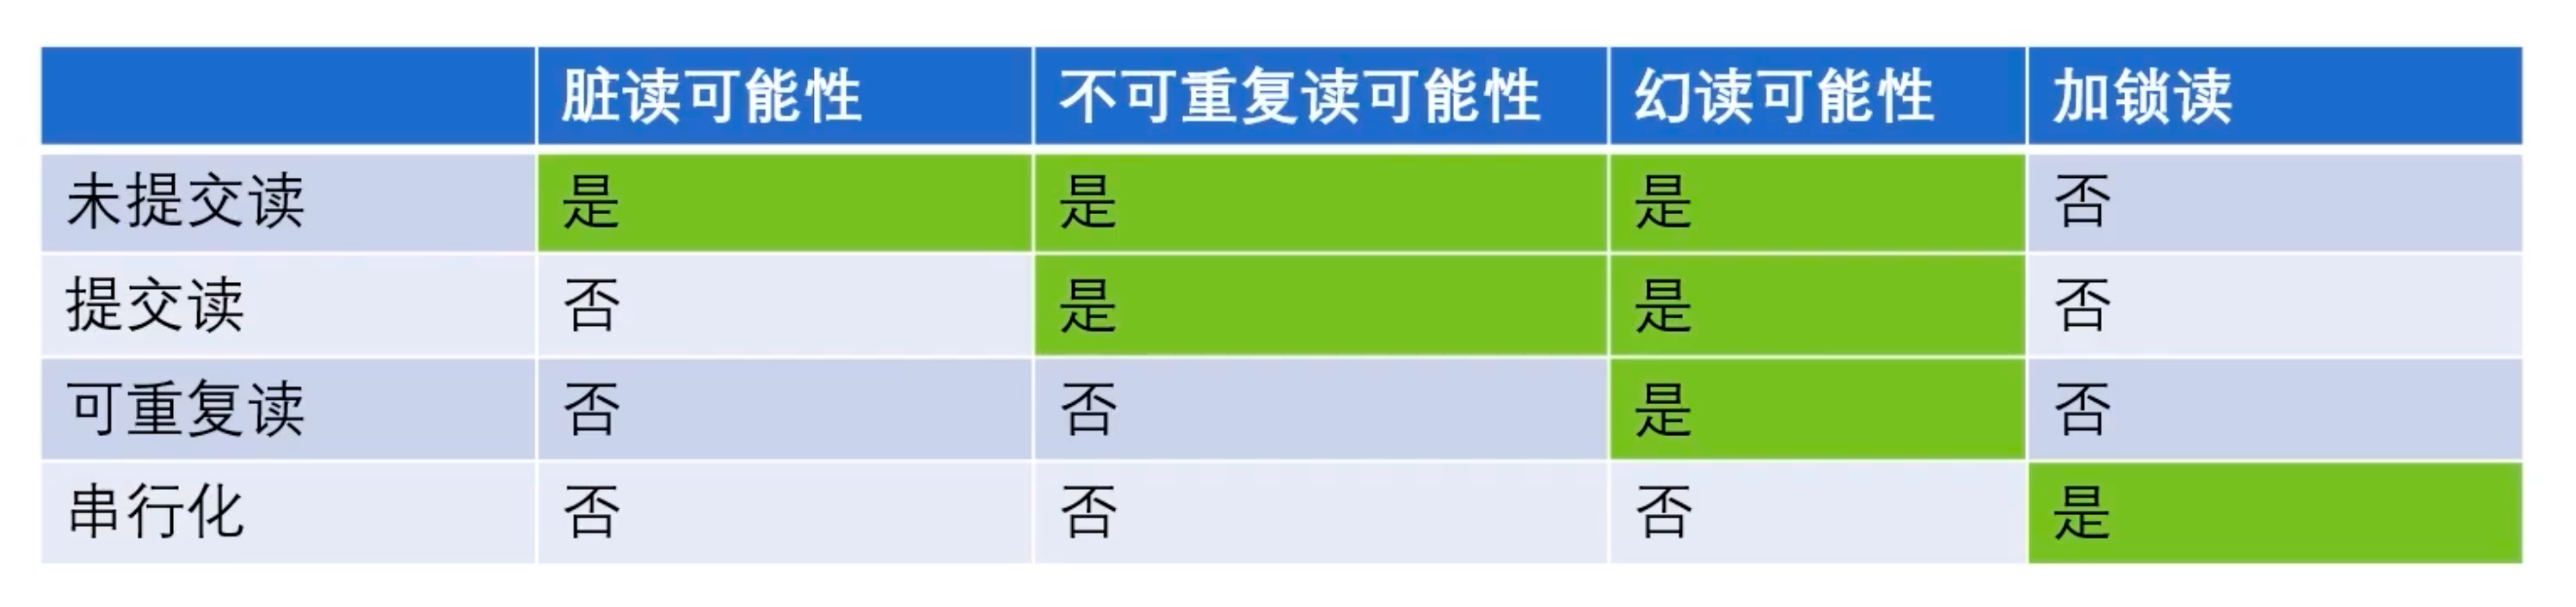 脏读可能性 不可重复读可能性 幻读可能性 加锁读
未提交读 是 是 是 否
提交读 否 是 是 否
可重复读 否 否 是 否
串行化 否 否 否 是